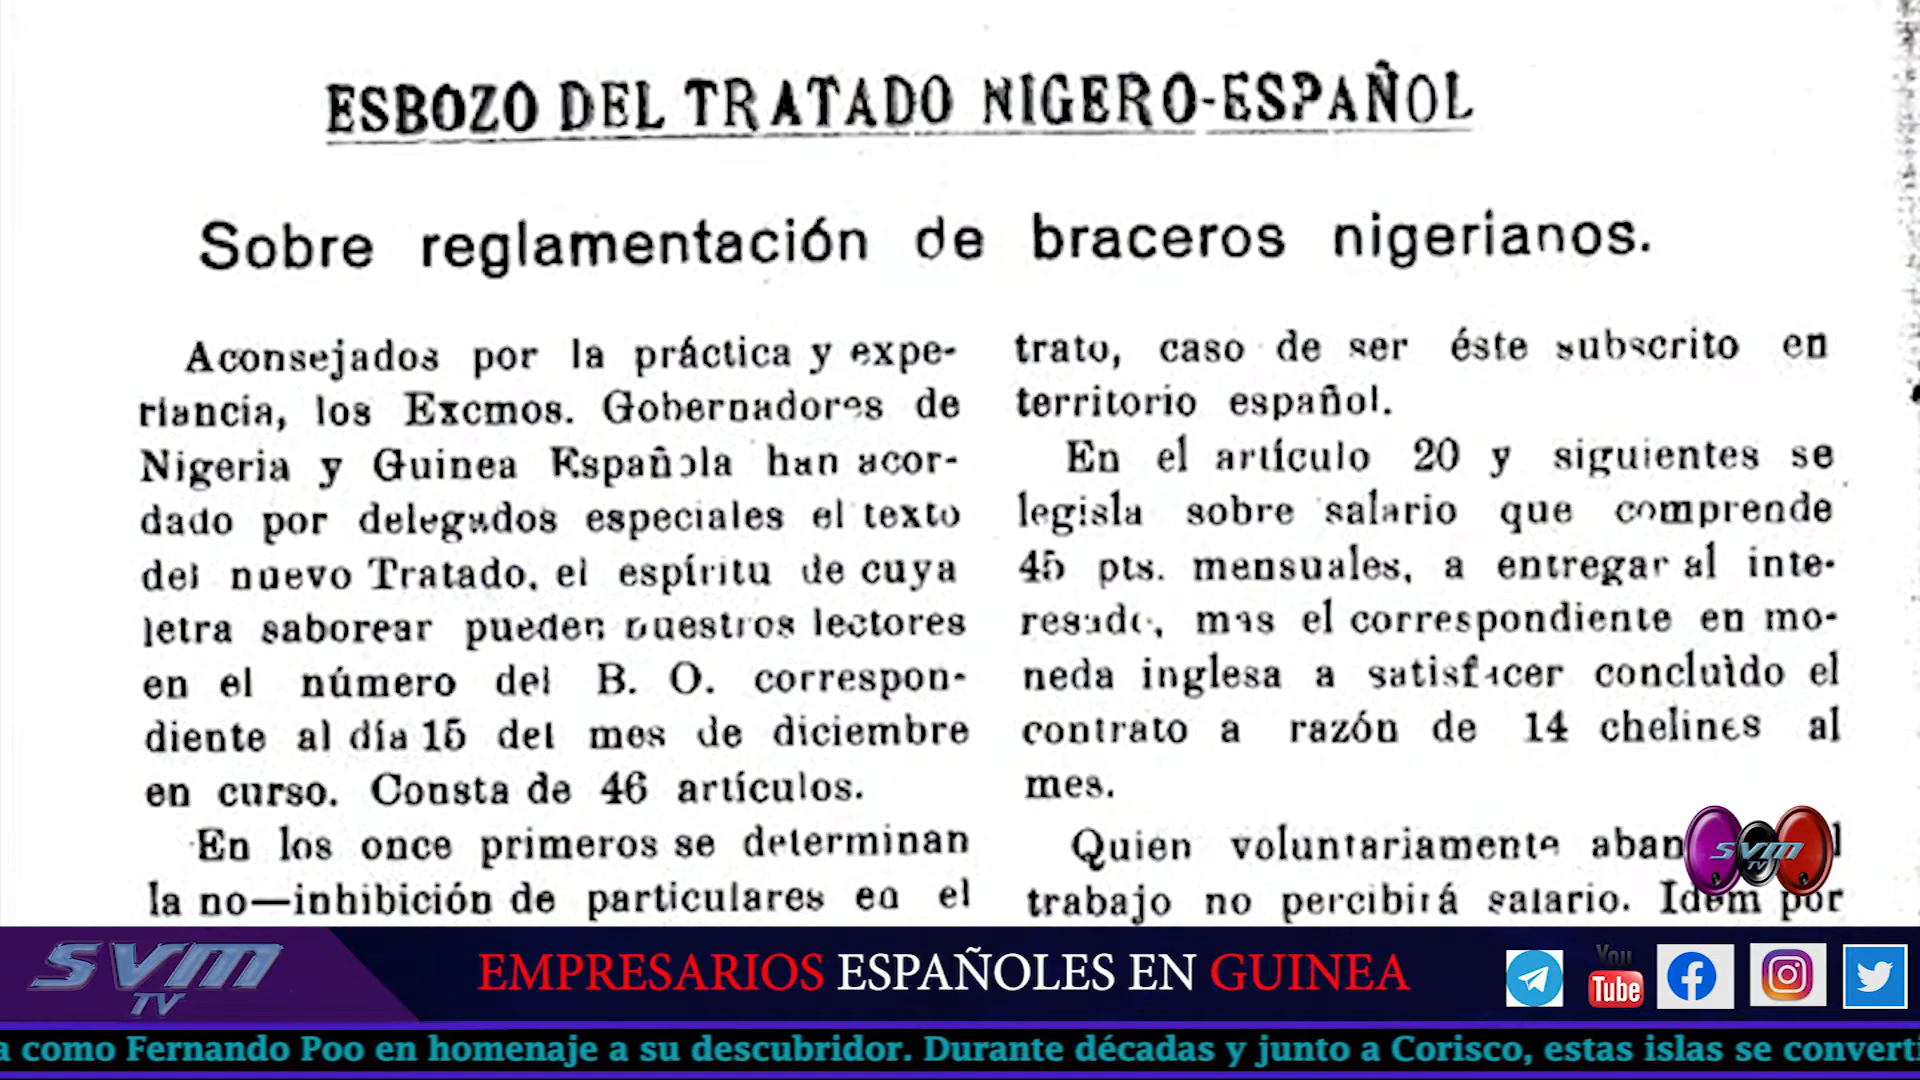 ESBOZO DEL TRATADO NIGERO-ESPAÑOL
Sobre reglamentación de braceros nigerianos.
Aconsejados por la práctica y expe-
riancia, los Excmos. Gobernadores de
Nigeria y Guinea Española han acor-
dado por delegados especiales el texto
del nuevo Tratado, el espíritu de cuya
letra saborear pueden nuestros lectores
en el número del B. O. correspon-
diente al día 15 del mes de diciembre
en curso. Consta de 46 artículos.
En los once primeros se determinan
la no—inhibición de particulares en el
trato, caso de ser éste subscrito en
territorio español.
En el artículo 20 y siguientes se
legisla sobre salario que comprende
45 pts. mensuales, a entregar al inte-
resado, mas el correspondiente en mo-
neda inglesa a satisfacer concluido el
contrato a razón de 14 chelines al
mes.
Quien voluntariamente aban
trabajo no percibirá salario. Idem por
SVM TV
SVM
TV
EMPRESARIOS ESPAÑOLES EN GUINEA
You
Tube
a como Fernando Poo en homenaje a su descubridor. Durante décadas y junto a Corisco, estas islas se converti